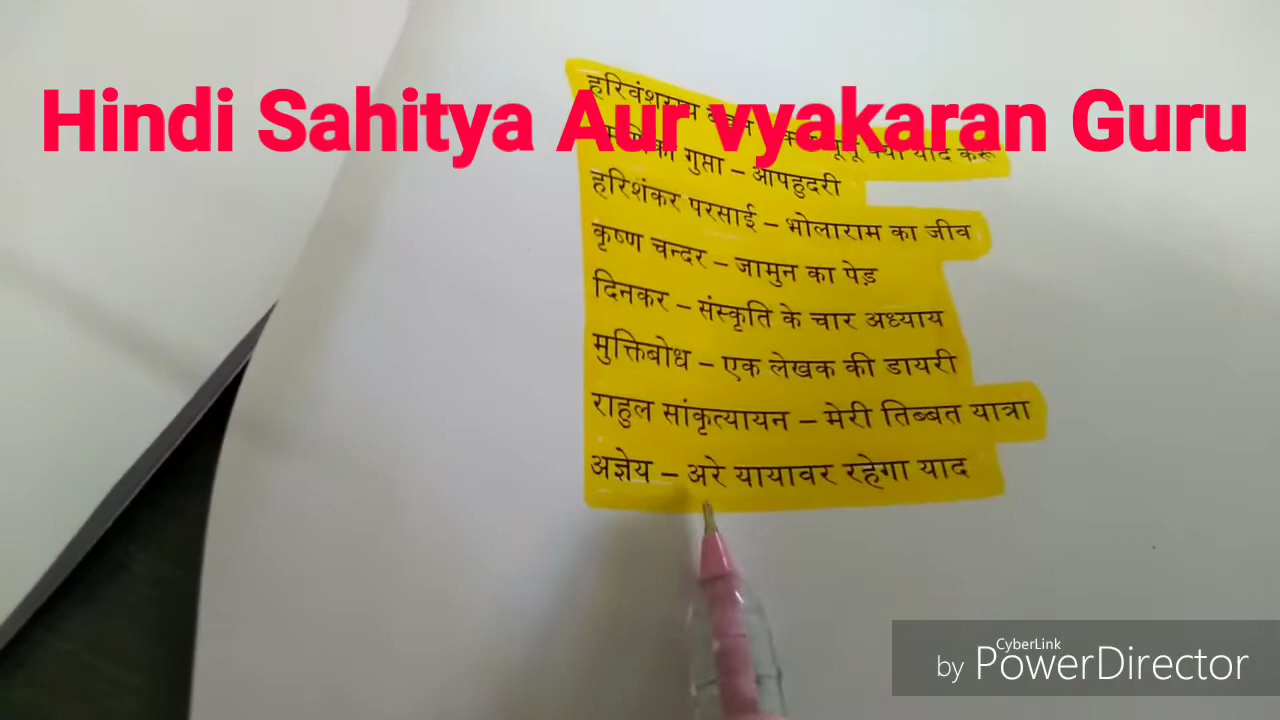 Hindi Sahitya Aur vyakaran Guru
हरिवंशराय याद करूँ
गुप्ता – आपहुदरी
हरिशंकर परसाई – भोलाराम का जीव
कृष्ण चन्दर – जामुन का पेड़
दिनकर – संस्कृति के चार अध्याय
मुक्तिबोध – एक लेखक की डायरी
राहुल सांकृत्यायन – मेरी तिब्बत यात्रा
अज्ञेय – अरे यायावर रहेगा याद
CyberLink
by PowerDirector